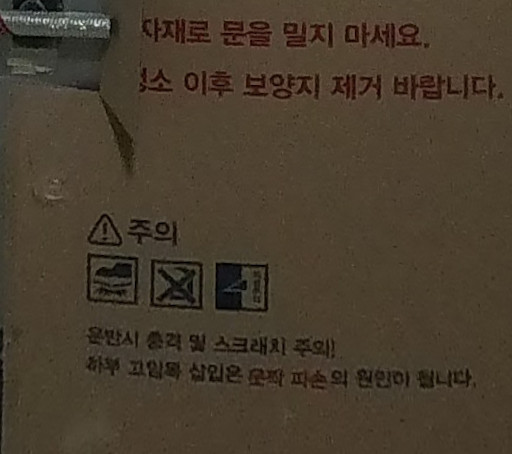 자재로 문을 밀지 마세요.
청소 이후 보양지 제거 바랍니다.
주의
운반시 충격 및 스크래치 주의!
하부 고임목 삽입은 문짝 파손의 원인이 됩니다.